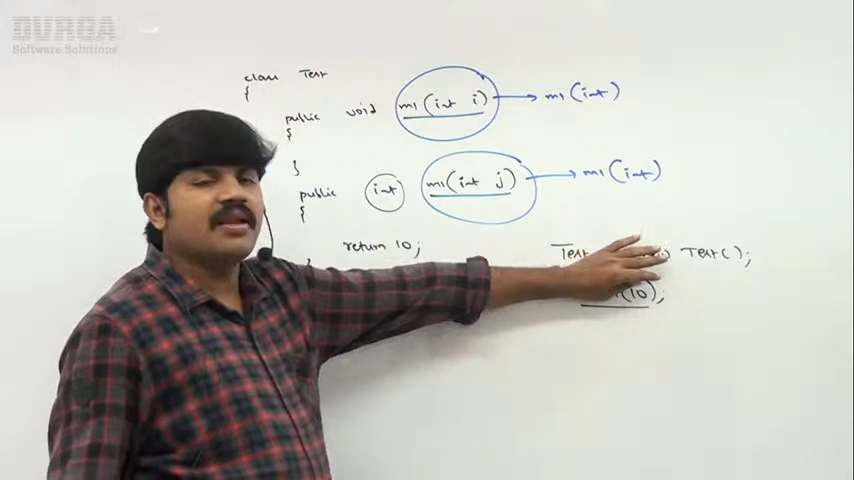 DURGA
Software Solutions
class Test
{
public void m1(int i) → m1(int)
{
}
public int m1(int j) → m1(int)
{
return 10;
}
Test Test();
(10);